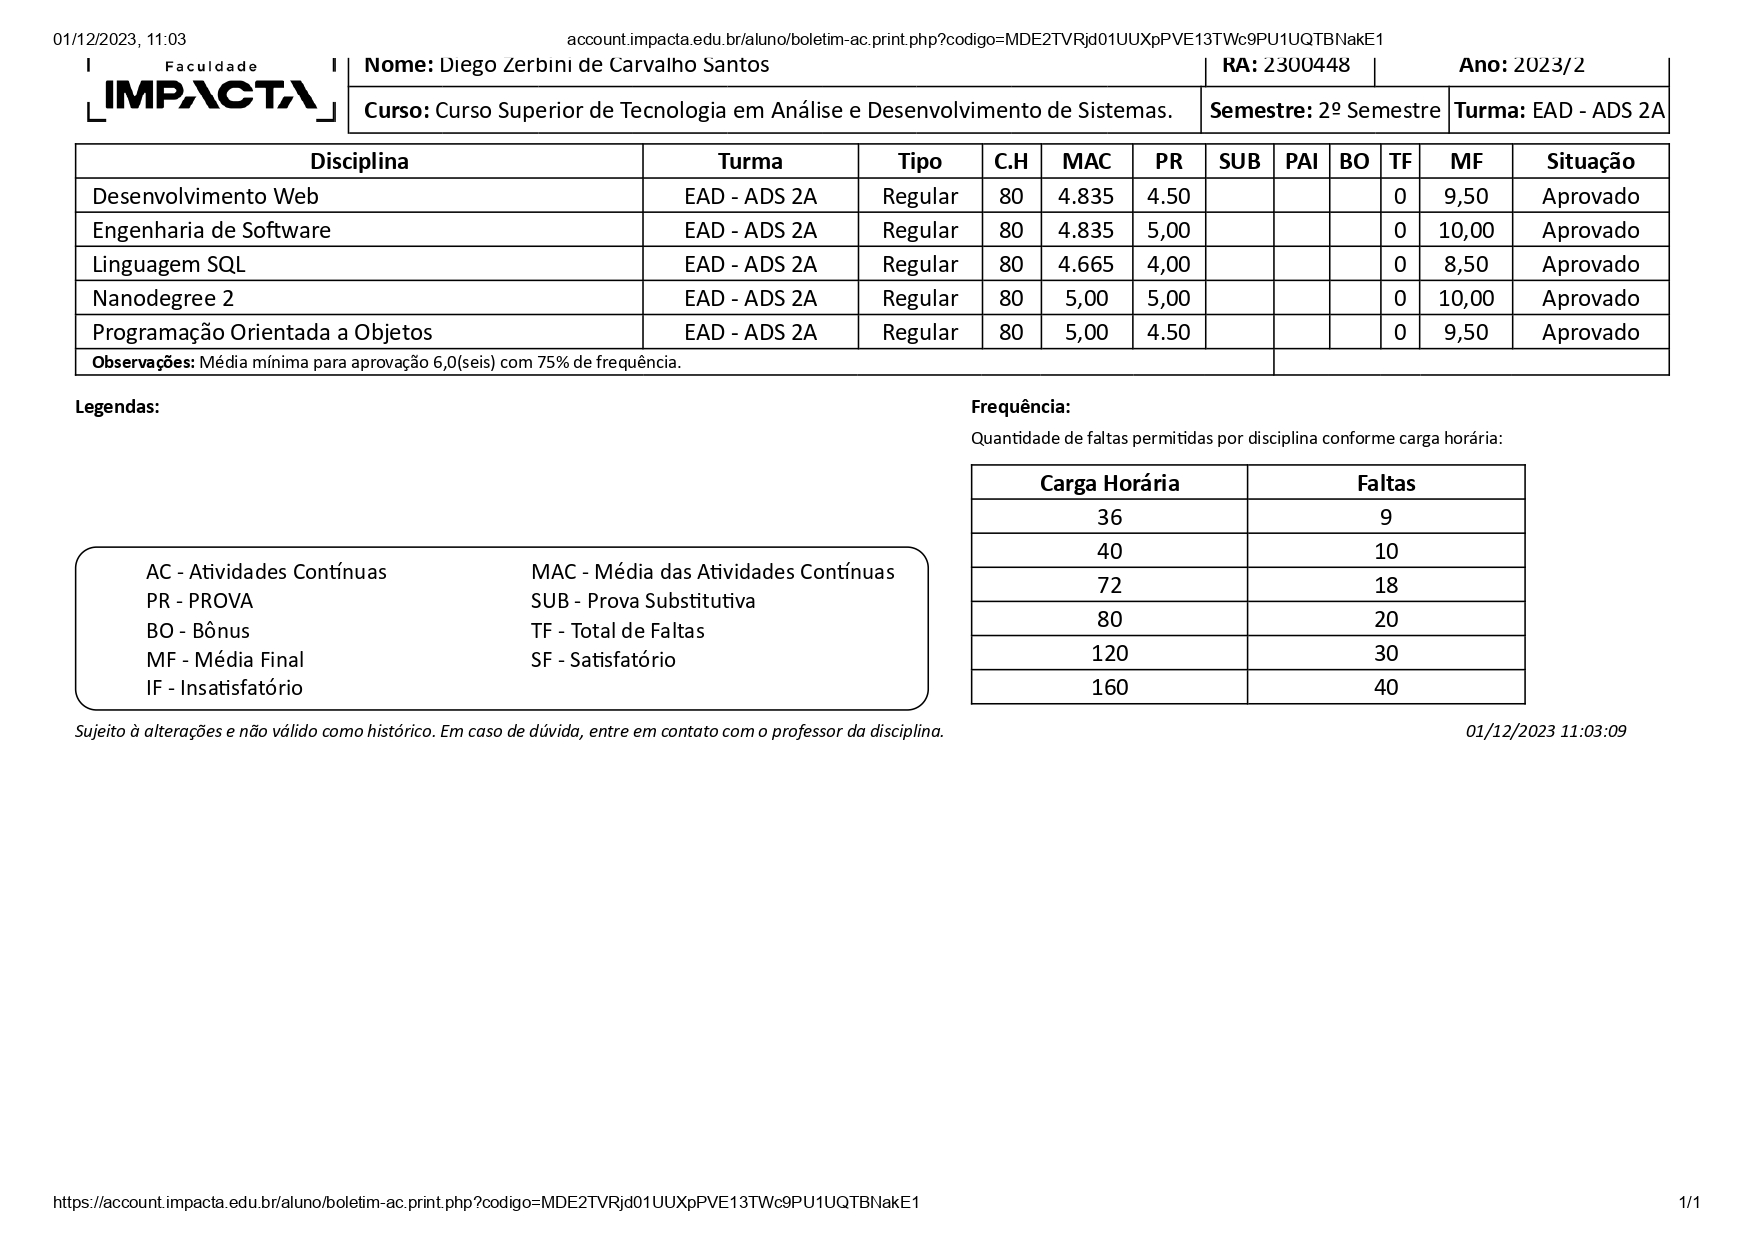 01/12/2023, 11:03 account.impacta.edu.br/aluno/boletim-ac.print.php?codigo=MDE2TVRjd01UUXpPVE13TWc9PU1UQTBNakE1
Faculdade
IMPACTA
Nome: Diego Zerbini de Carvalho Santos RA: 2300448 Ano: 2023/2
Curso: Curso Superior de Tecnologia em Análise e Desenvolvimento de Sistemas. Semestre: 2º Semestre Turma: EAD - ADS 2A
Disciplina Turma Tipo C.H MAC PR SUB PAI BO TF MF Situação
Desenvolvimento Web EAD - ADS 2A Regular 80 4.835 4.50 0 9,50 Aprovado
Engenharia de Software EAD - ADS 2A Regular 80 4.835 5,00 0 10,00 Aprovado
Linguagem SQL EAD - ADS 2A Regular 80 4.665 4,00 0 8,50 Aprovado
Nanodegree 2 EAD - ADS 2A Regular 80 5,00 5,00 0 10,00 Aprovado
Programação Orientada a Objetos EAD - ADS 2A Regular 80 5,00 4.50 0 9,50 Aprovado
Observações: Média mínima para aprovação 6,0(seis) com 75% de frequência.
Legendas:
AC - Atividades Contínuas MAC - Média das Atividades Contínuas
PR - PROVA SUB - Prova Substitutiva
BO - Bônus TF - Total de Faltas
MF - Média Final SF - Satisfatório
IF - Insatisfatório
Frequência:
Quantidade de faltas permitidas por disciplina conforme carga horária:
Carga Horária Faltas
36 9
40 10
72 18
80 20
120 30
160 40
Sujeito à alterações e não válido como histórico. Em caso de dúvida, entre em contato com o professor da disciplina. 01/12/2023 11:03:09
https://account.impacta.edu.br/aluno/boletim-ac.print.php?codigo=MDE2TVRjd01UUXpPVE13TWc9PU1UQTBNakE1 1/1